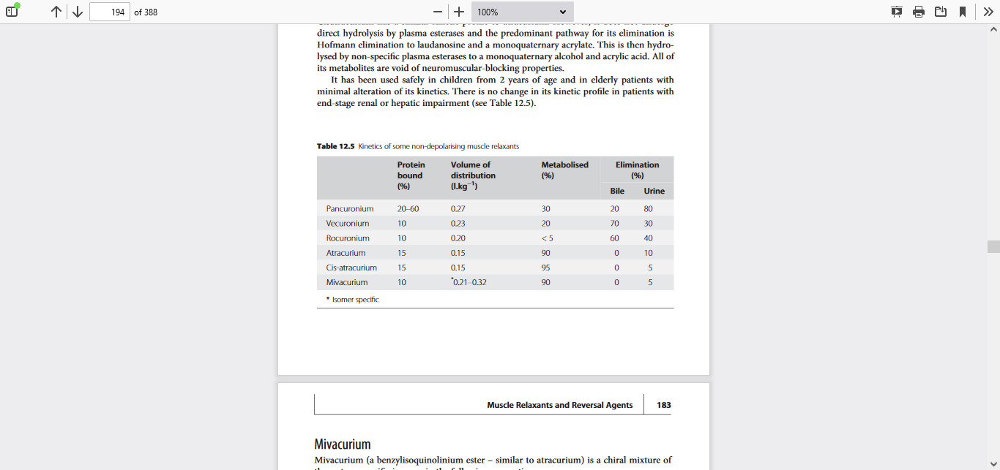 194 of 388
100%
direct hydrolysis by plasma esterases and the predominant pathway for its elimination is
Hofmann elimination to laudanosine and a monoquaternary acrylate. This is then hydro-
lysed by non-specific plasma esterases to a monoquaternary alcohol and acrylic acid. All of
its metabolites are void of neuromuscular-blocking properties.
It has been used safely in children from 2 years of age and in elderly patients with
minimal alteration of its kinetics. There is no change in its kinetic profile in patients with
end-stage renal or hepatic impairment (see Table 12.5).
Table 12.5 Kinetics of some non-depolarising muscle relaxants
Protein bound (%) Volume of distribution (l.kg⁻¹) Metabolised (%) Elimination (%)
Bile Urine
Pancuronium 20–60 0.27 30 20 80
Vecuronium 10 0.23 20 70 30
Rocuronium 10 0.20 < 5 60 40
Atracurium 15 0.15 90 0 10
Cis-atracurium 15 0.15 95 0 5
Mivacurium 10 *0.21–0.32 90 0 5
* Isomer specific
Muscle Relaxants and Reversal Agents 183
Mivacurium
Mivacurium (a benzylisoquinolinium ester – similar to atracurium) is a chiral mixture of